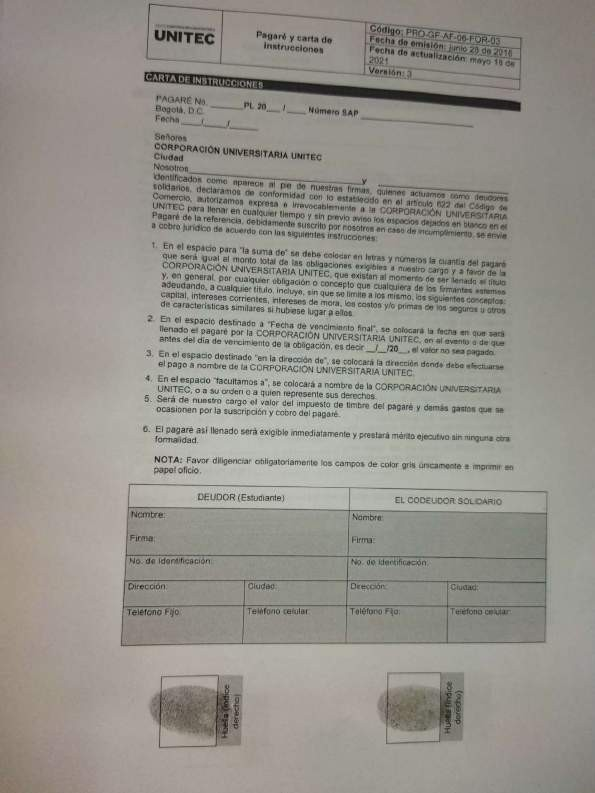 UNITEC
Pagaré y carta de
instrucciones
Código: PRO-GF-AF-06-FOR-03
Fecha de emisión: junio 28 de 2016
Fecha de actualización: mayo 18 de
2021
Versión: 3
CARTA DE INSTRUCCIONES
PAGARÉ No. ______ PL 20___ / ____ Número SAP ____________________
Bogotá, D.C.
Fecha ____/____/_____
Señores
CORPORACIÓN UNIVERSITARIA UNITEC
Ciudad
Nosotros ______________________________ y ______________________
identificados como aparece al pie de nuestras firmas, quienes actuamos como deudores
solidarios, declaramos de conformidad con lo establecido en el artículo 622 del Código de
Comercio, autorizamos expresa e irrevocablemente a la CORPORACIÓN UNIVERSITARIA
UNITEC para llenar en cualquier tiempo y sin previo aviso los espacios dejados en blanco en el
Pagaré de la referencia, debidamente suscrito por nosotros en caso de incumplimiento, se envíe
a cobro jurídico de acuerdo con las siguientes instrucciones:
1. En el espacio para "la suma de" se debe colocar en letras y números la cuantía del pagaré
que será igual al monto total de las obligaciones exigibles a nuestro cargo y a favor de la
CORPORACIÓN UNIVERSITARIA UNITEC, que existan al momento de ser llenado el título
y, en general, por cualquier obligación o concepto que cualquiera de los firmantes estemos
adeudando, a cualquier título, incluye, sin que se limite a los mismo, los siguientes conceptos:
capital, intereses corrientes, intereses de mora, los costos y/o primas de los seguros u otros
de características similares si hubiese lugar a ellos.
2. En el espacio destinado a "Fecha de vencimiento final", se colocará la fecha en que será
llenado el pagaré por la CORPORACIÓN UNIVERSITARIA UNITEC, en el evento o de que
antes del día de vencimiento de la obligación, es decir __/__/20__, el valor no sea pagado.
3. En el espacio destinado "en la dirección de", se colocará la dirección donde debe efectuarse
el pago a nombre de la CORPORACIÓN UNIVERSITARIA UNITEC.
4. En el espacio "facultamos a", se colocará a nombre de la CORPORACIÓN UNIVERSITARIA
UNITEC, o a su orden o a quien represente sus derechos.
5. Será de nuestro cargo el valor del impuesto de timbre del pagaré y demás gastos que se
ocasionen por la suscripción y cobro del pagaré.
6. El pagaré así llenado será exigible inmediatamente y prestará mérito ejecutivo sin ninguna otra
formalidad.
NOTA: Favor diligenciar obligatoriamente los campos de color gris únicamente e imprimir en
papel oficio.
DEUDOR (Estudiante) EL CODEUDOR SOLIDARIO
Nombre: Nombre:
Firma: Firma:
No. de Identificación: No. de Identificación:
Dirección: Ciudad: Dirección: Ciudad:
Teléfono Fijo: Teléfono celular: Teléfono Fijo: Teléfono celular:
Huella (Índice
derecho)
Huella (Índice
derecho)